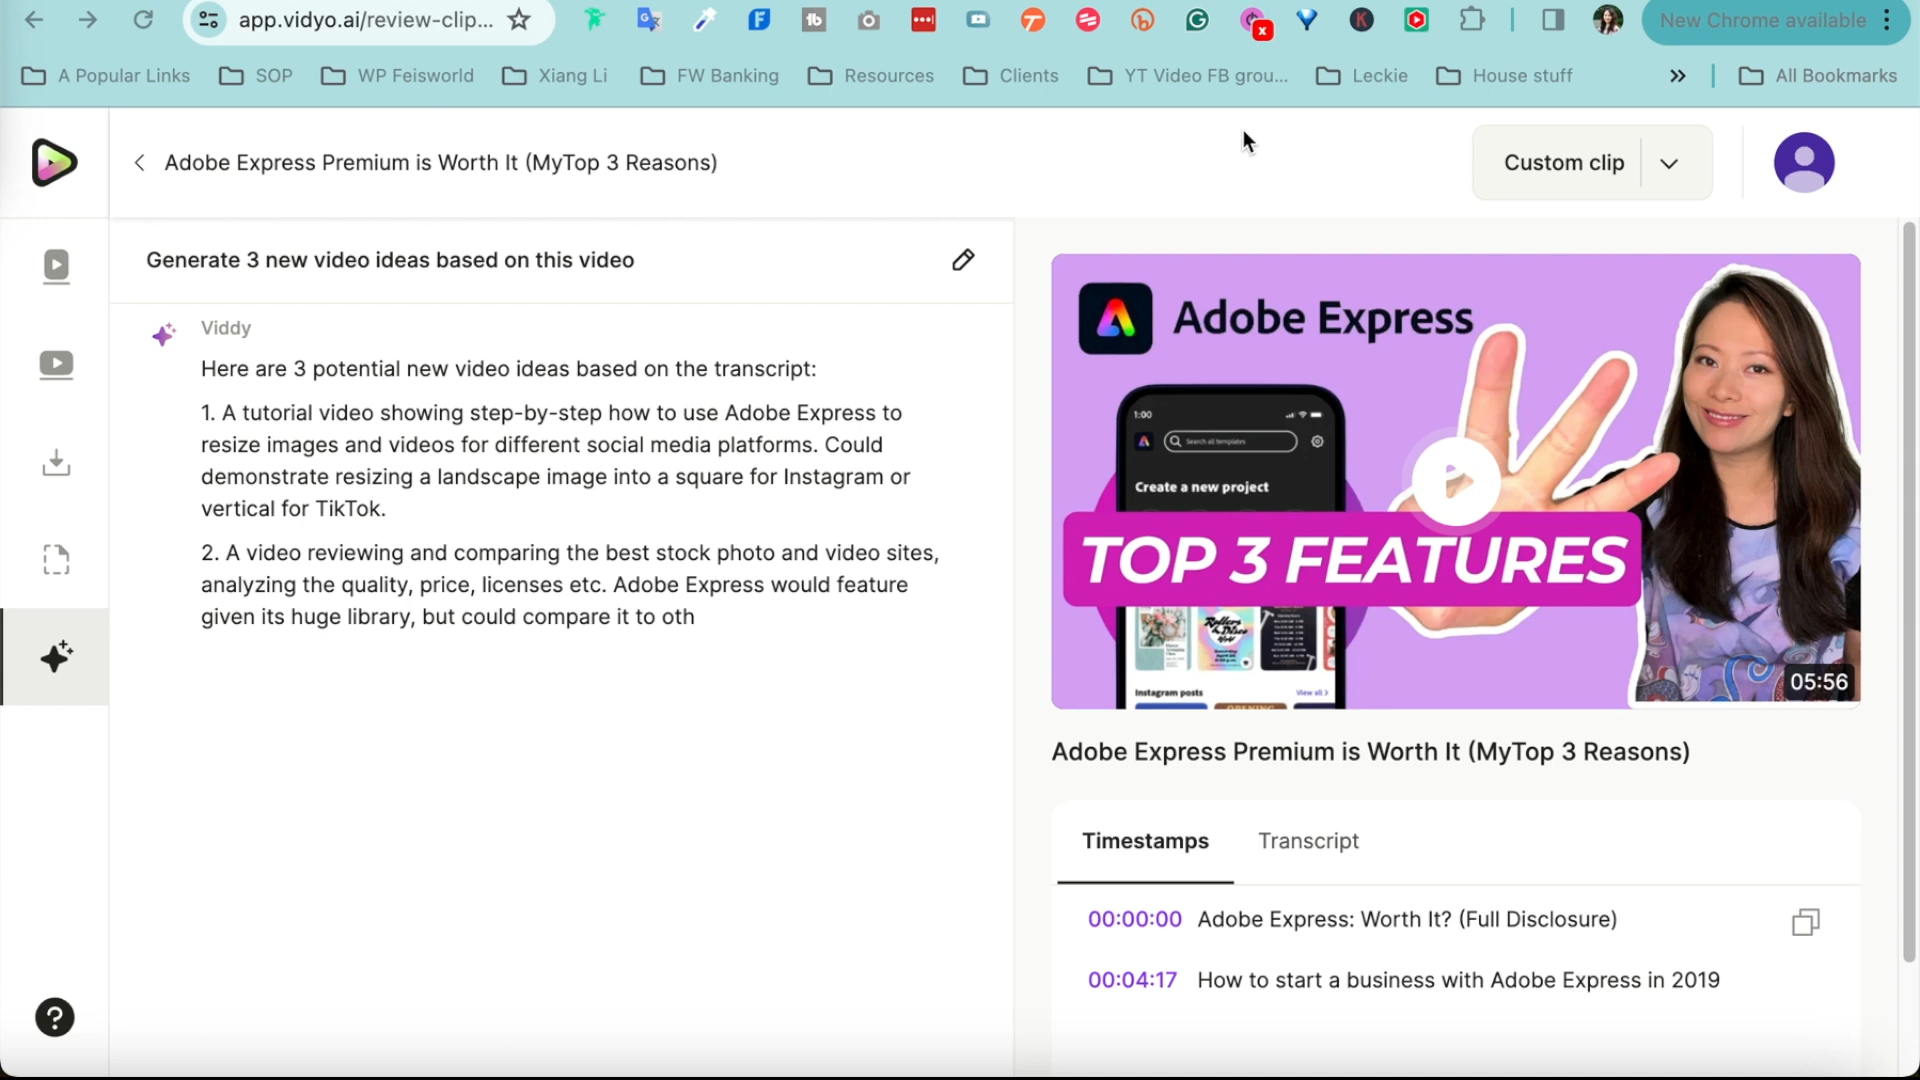 app.vidyo.ai/review-clip...
New Chrome available
A Popular Links
SOP
WP Feisworld
Xiang Li
FW Banking
Resources
Clients
YT Video FB grou...
Leckie
House stuff
All Bookmarks
Adobe Express Premium is Worth It (MyTop 3 Reasons)
Custom clip
Generate 3 new video ideas based on this video
Viddy
Here are 3 potential new video ideas based on the transcript:
1. A tutorial video showing step-by-step how to use Adobe Express to
resize images and videos for different social media platforms. Could
demonstrate resizing a landscape image into a square for Instagram or
vertical for TikTok.
2. A video reviewing and comparing the best stock photo and video sites,
analyzing the quality, price, licenses etc. Adobe Express would feature
given its huge library, but could compare it to oth
Adobe Express
1:00
Search all templates
Create a new project
TOP 3 FEATURES
Instagram posts
View all
OPENING
05:56
Adobe Express Premium is Worth It (MyTop 3 Reasons)
Timestamps
Transcript
00:00:00 Adobe Express: Worth It? (Full Disclosure)
00:04:17 How to start a business with Adobe Express in 2019
?